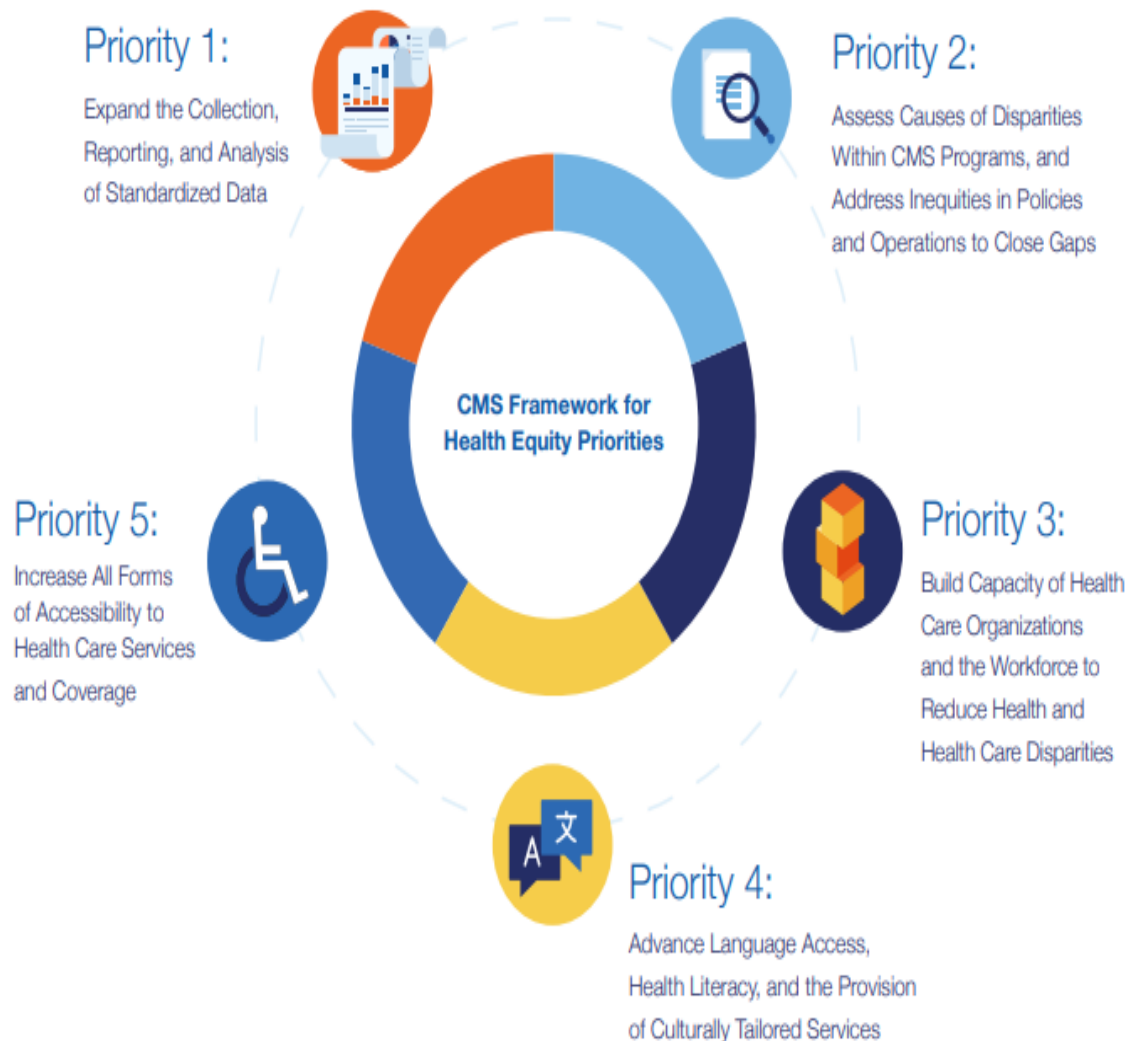 Priority 1:
Expand the Collection,
Reporting, and Analysis
of Standardized Data
Priority 2:
Assess Causes of Disparities
Within CMS Programs, and
Address Inequities in Policies
and Operations to Close Gaps
CMS Framework for
Health Equity Priorities
Priority 3:
Build Capacity of Health
Care Organizations
and the Workforce to
Reduce Health and
Health Care Disparities
Priority 4:
Advance Language Access,
Health Literacy, and the Provision
of Culturally Tailored Services
Priority 5:
Increase All Forms
of Accessibility to
Health Care Services
and Coverage
A
文